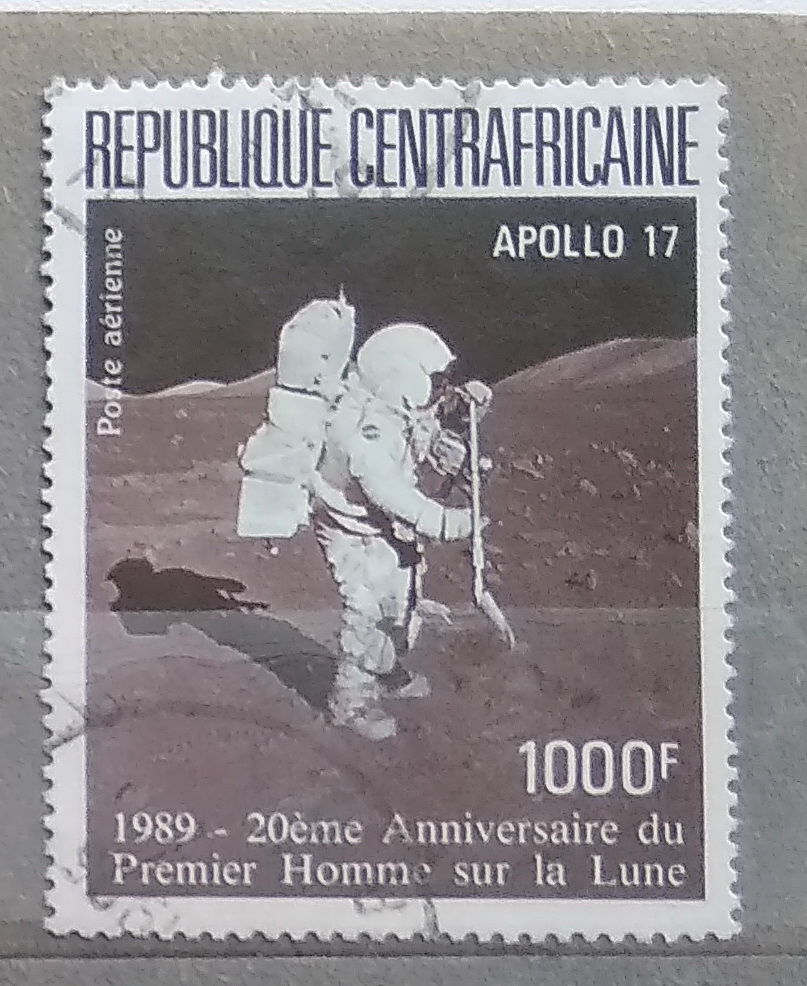 REPUBLIQUE CENTRAFRICAINE
APOLLO 17
Poste aérienne
1000F
1989 - 20ème Anniversaire du
Premier Homme sur la Lune